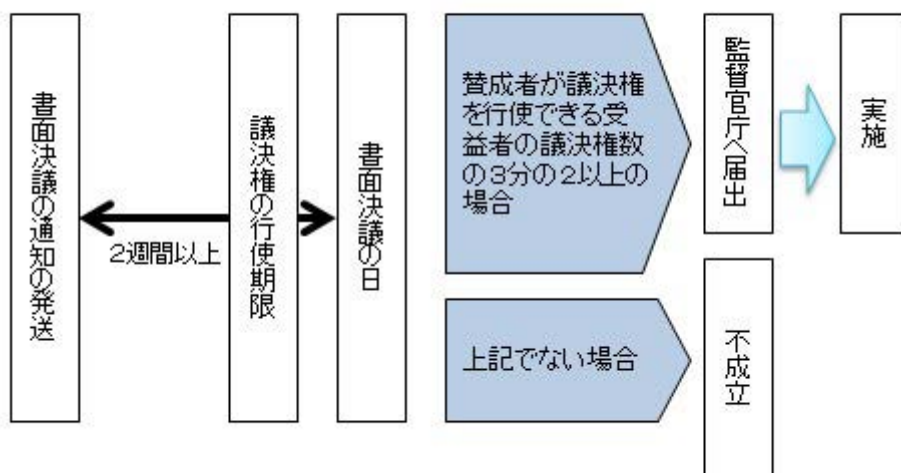 書面決議の通知の発送
2週間以上
議決権の行使期限
書面決議の日
賛成者が議決権
を行使できる受
益者の議決権数
の3分の2以上の
場合
監督官庁へ届出
実施
上記でない場合
不成立